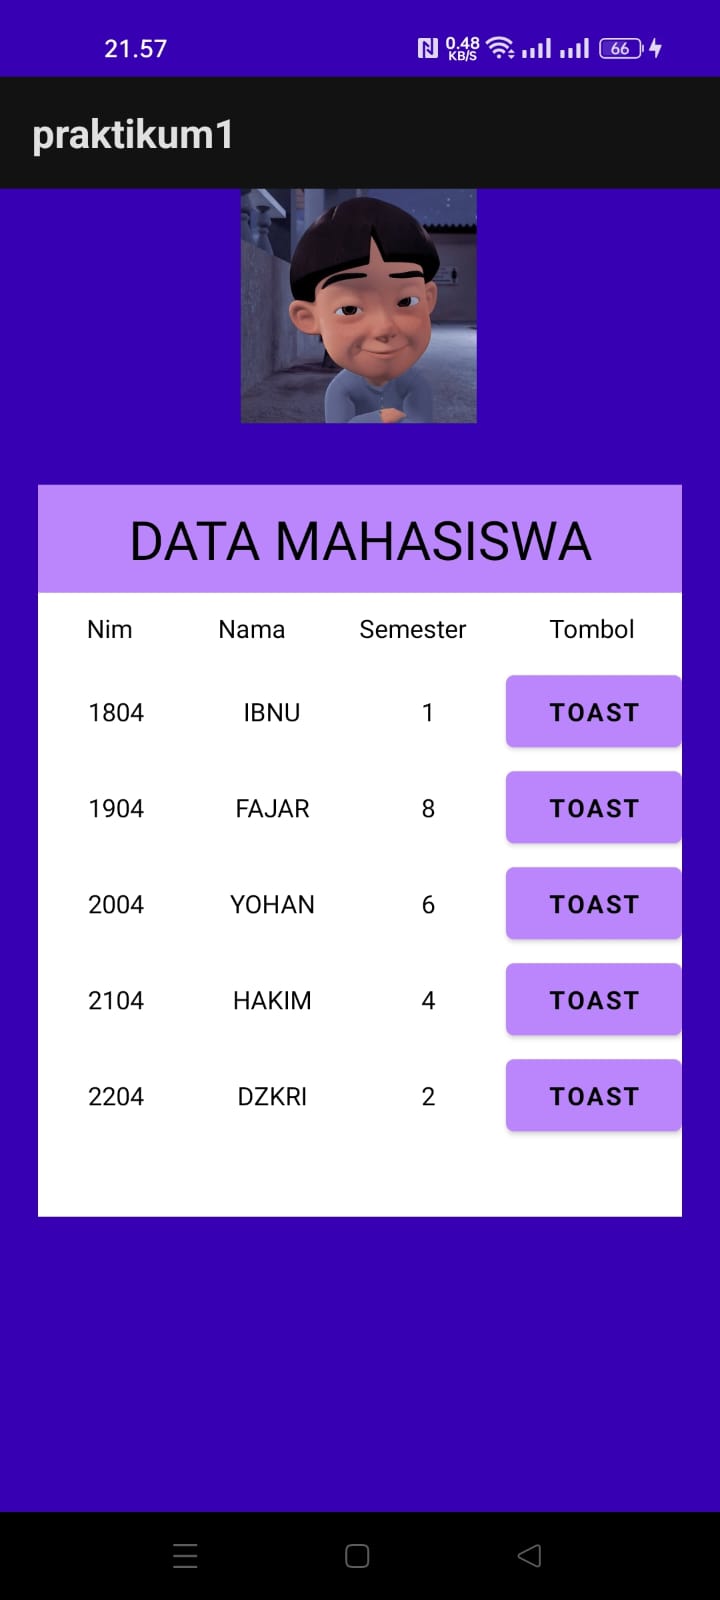 21.57 0.48 KB/S 66
praktikum1
DATA MAHASISWA
Nim Nama Semester Tombol
1804 IBNU 1 TOAST
1904 FAJAR 8 TOAST
2004 YOHAN 6 TOAST
2104 HAKIM 4 TOAST
2204 DZKRI 2 TOAST